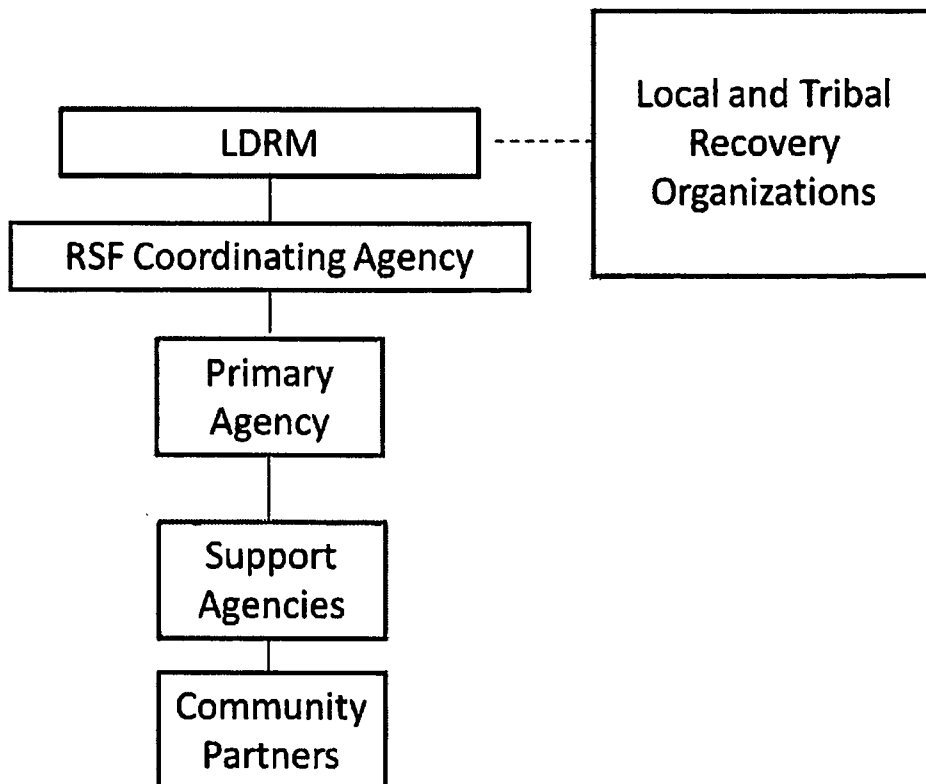 LDRM
Local and Tribal
Recovery
Organizations
RSF Coordinating Agency
Primary
Agency
Support
Agencies
Community
Partners